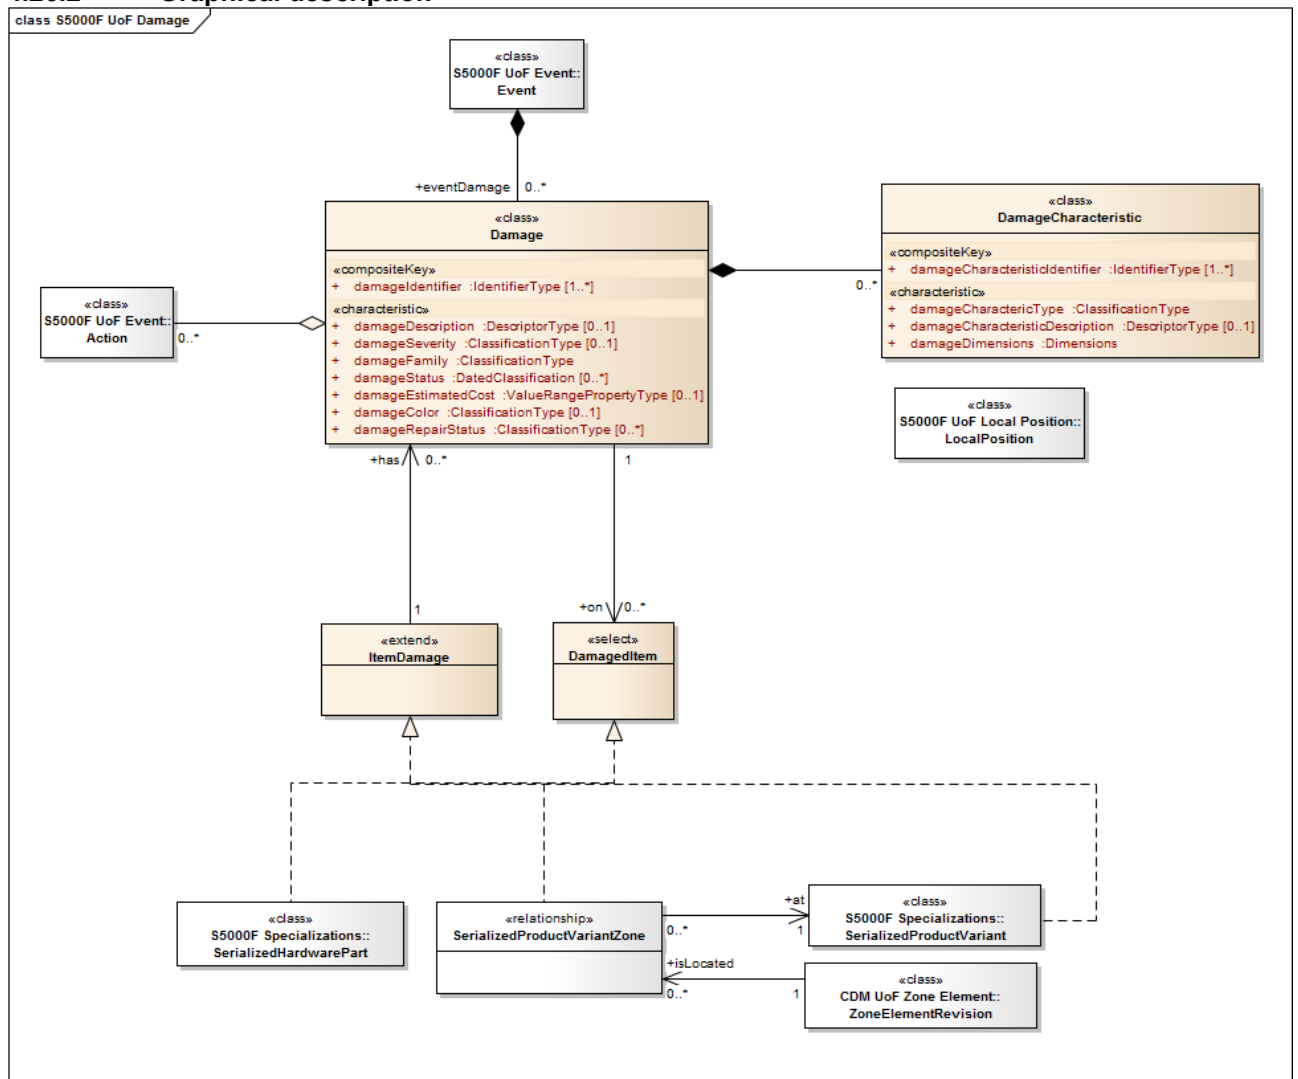 class S5000F UoF Damage
«class»
S5000F UoF Event::
Event
+eventDamage 0..*
«class»
Damage
«compositeKey»
+ damageIdentifier :IdentifierType [1..*]
«characteristic»
+ damageDescription :DescriptorType [0..1]
+ damageSeverity :ClassificationType [0..1]
+ damageFamily :ClassificationType
+ damageStatus :DatedClassification [0..*]
+ damageEstimatedCost :ValueRangePropertyType [0..1]
+ damageColor :ClassificationType [0..1]
+ damageRepairStatus :ClassificationType [0..*]
«class»
DamageCharacteristic
«compositeKey»
+ damageCharacteristicIdentifier :IdentifierType [1..*]
«characteristic»
+ damageCharactericType :ClassificationType
+ damageCharacteristicDescription :DescriptorType [0..1]
+ damageDimensions :Dimensions
0..*
«class»
S5000F UoF Event::
Action
0..*
«class»
S5000F UoF Local Position::
LocalPosition
+has 0..*
1
1
+on 0..*
«extend»
ItemDamage
«select»
DamagedItem
«class»
S5000F Specializations::
SerializedHardwarePart
«relationship»
SerializedProductVariantZone
+at
0..*
1
«class»
S5000F Specializations::
SerializedProductVariant
+isLocated
0..*
1
«class»
CDM UoF Zone Element::
ZoneElementRevision